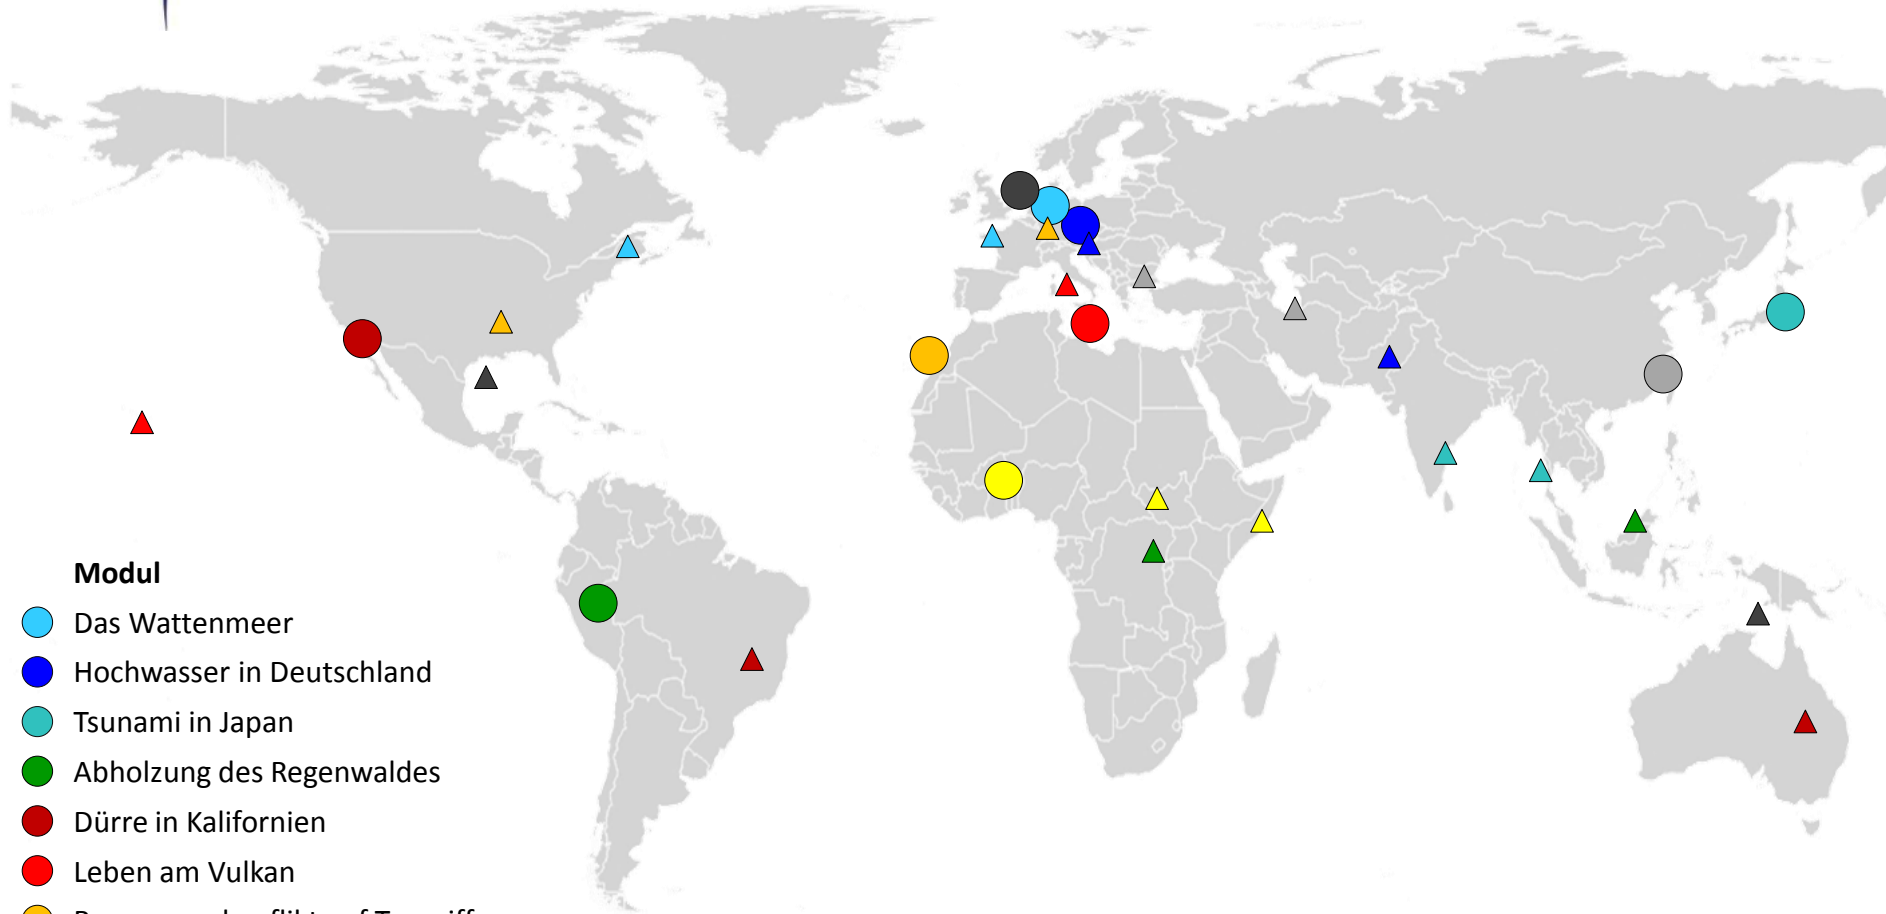 Modul
Das Wattenmeer
Hochwasser in Deutschland
Tsunami in Japan
Abholzung des Regenwaldes
Dürre in Kalifornien
Leben am Vulkan